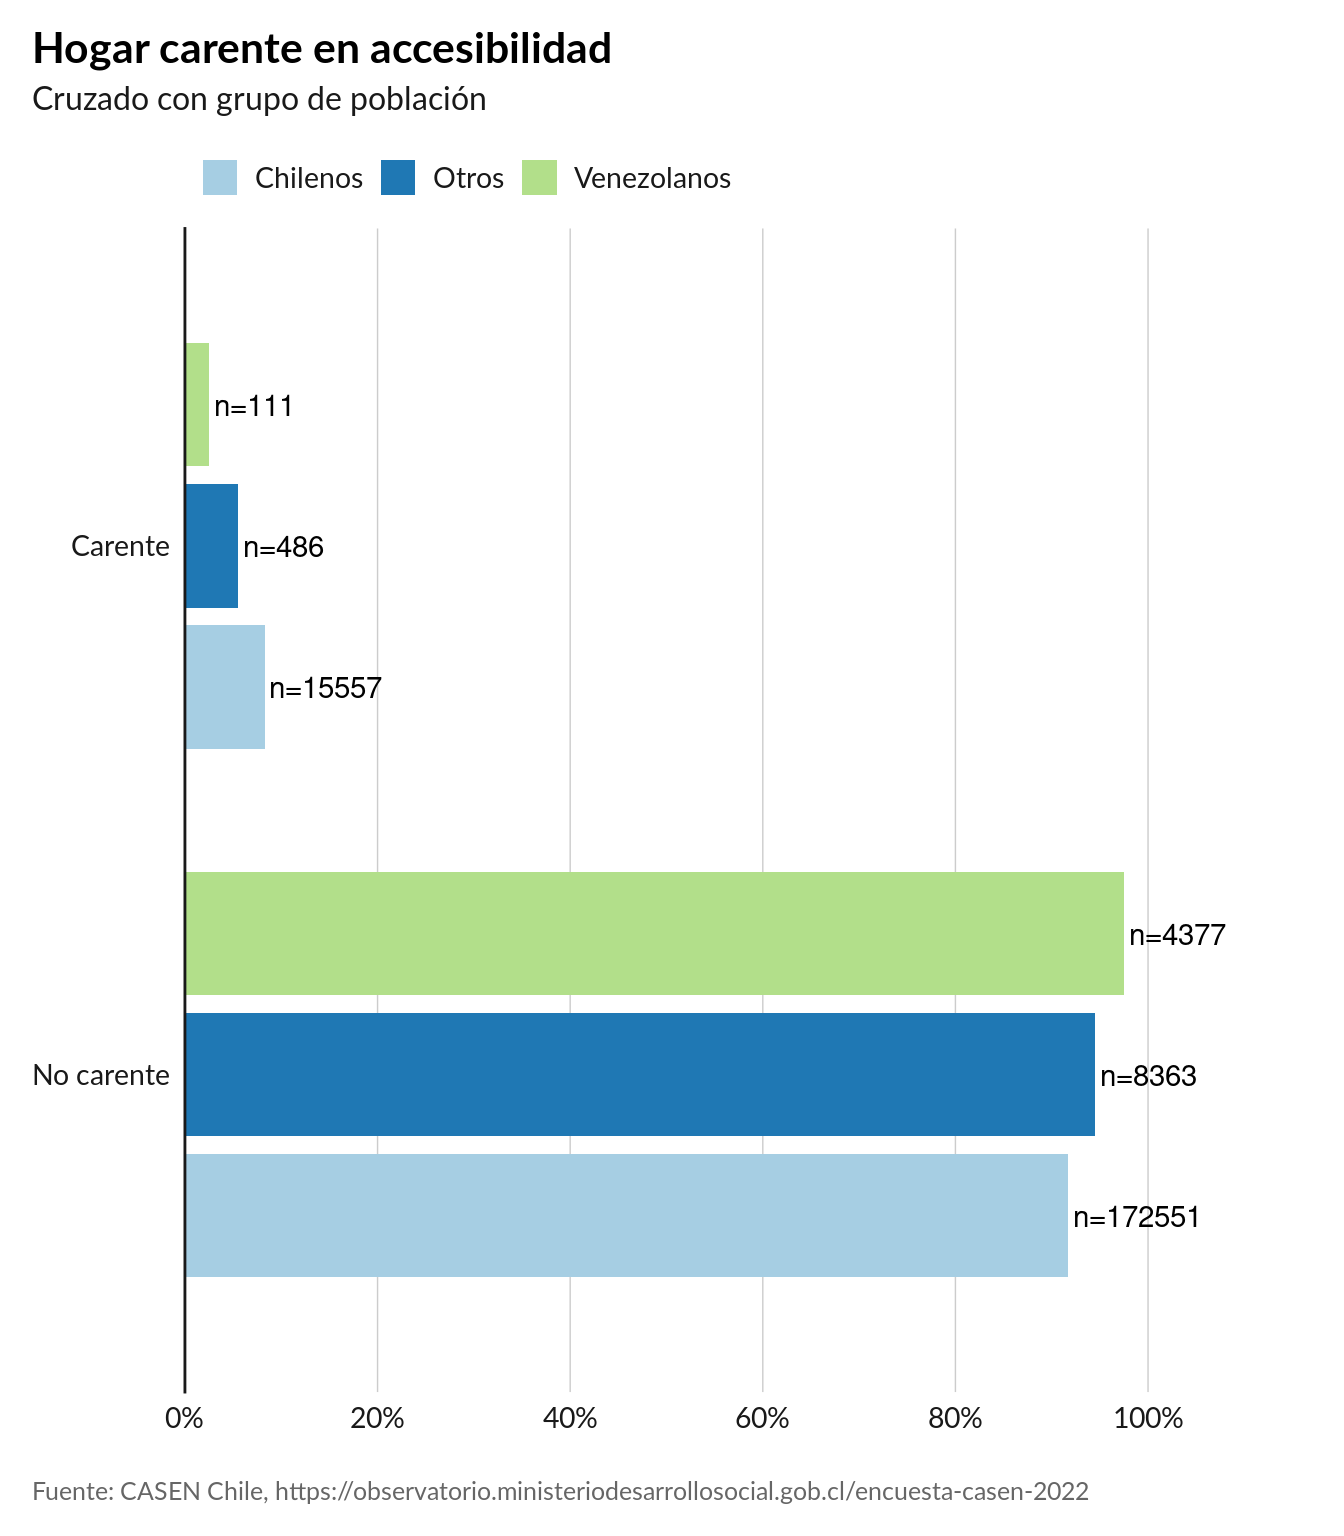 Hogar carente en accesibilidad
Cruzado con grupo de población
Chilenos Otros Venezolanos
n=111
Carente n=486
n=15557
n=4377
No carente n=8363
n=172551
0% 20% 40% 60% 80% 100%
Fuente: CASEN Chile, https://observatorio.ministeriodesarrollosocial.gob.cl/encuesta-casen-2022